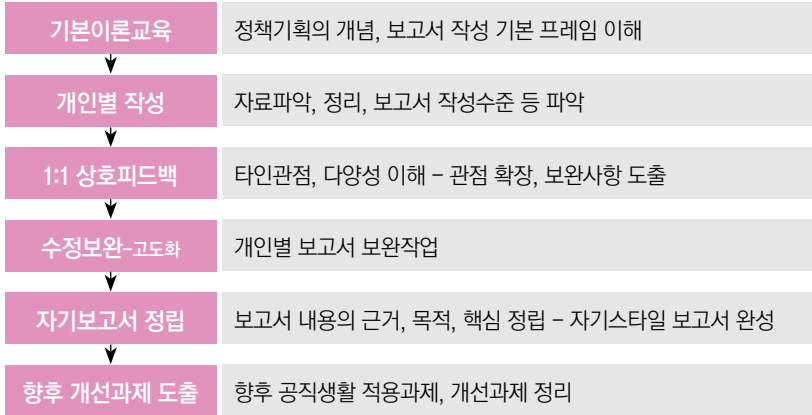 기본이론교육 정책기획의 개념, 보고서 작성 기본 프레임 이해
개인별 작성 자료파악, 정리, 보고서 작성수준 등 파악
1:1 상호피드백 타인관점, 다양성 이해 – 관점 확장, 보완사항 도출
수정보완-고도화 개인별 보고서 보완작업
자기보고서 정립 보고서 내용의 근거, 목적, 핵심 정립 – 자기스타일 보고서 완성
향후 개선과제 도출 향후 공직생활 적용과제, 개선과제 정리